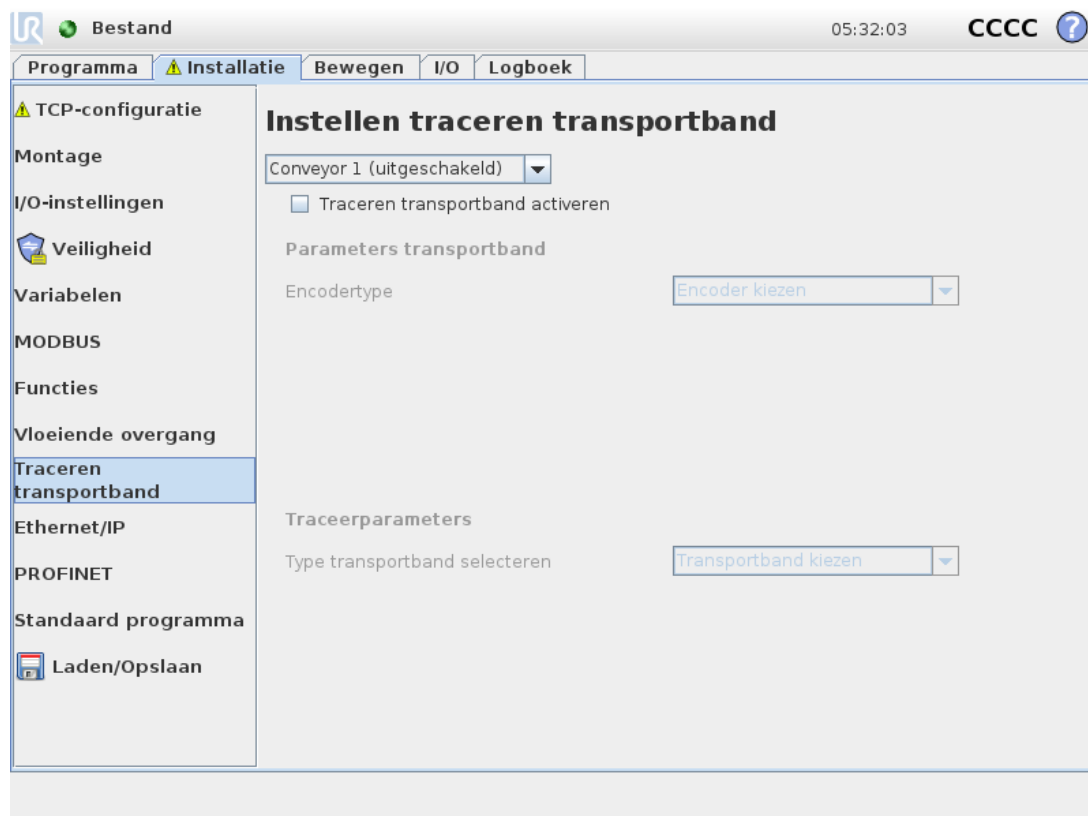 UR Bestand 05:32:03 CCCC ?
Programma Installatie Bewegen I/O Logboek
TCP-configuratie
Montage
I/O-instellingen
Veiligheid
Variabelen
MODBUS
Functies
Vloeiende overgang
Traceren
transportband
Ethernet/IP
PROFINET
Standaard programma
Laden/Opslaan
Instellen traceren transportband
Conveyor 1 (uitgeschakeld)
Traceren transportband activeren
Parameters transportband
Encodertype Encoder kiezen
Traceerparameters
Type transportband selecteren Transportband kiezen